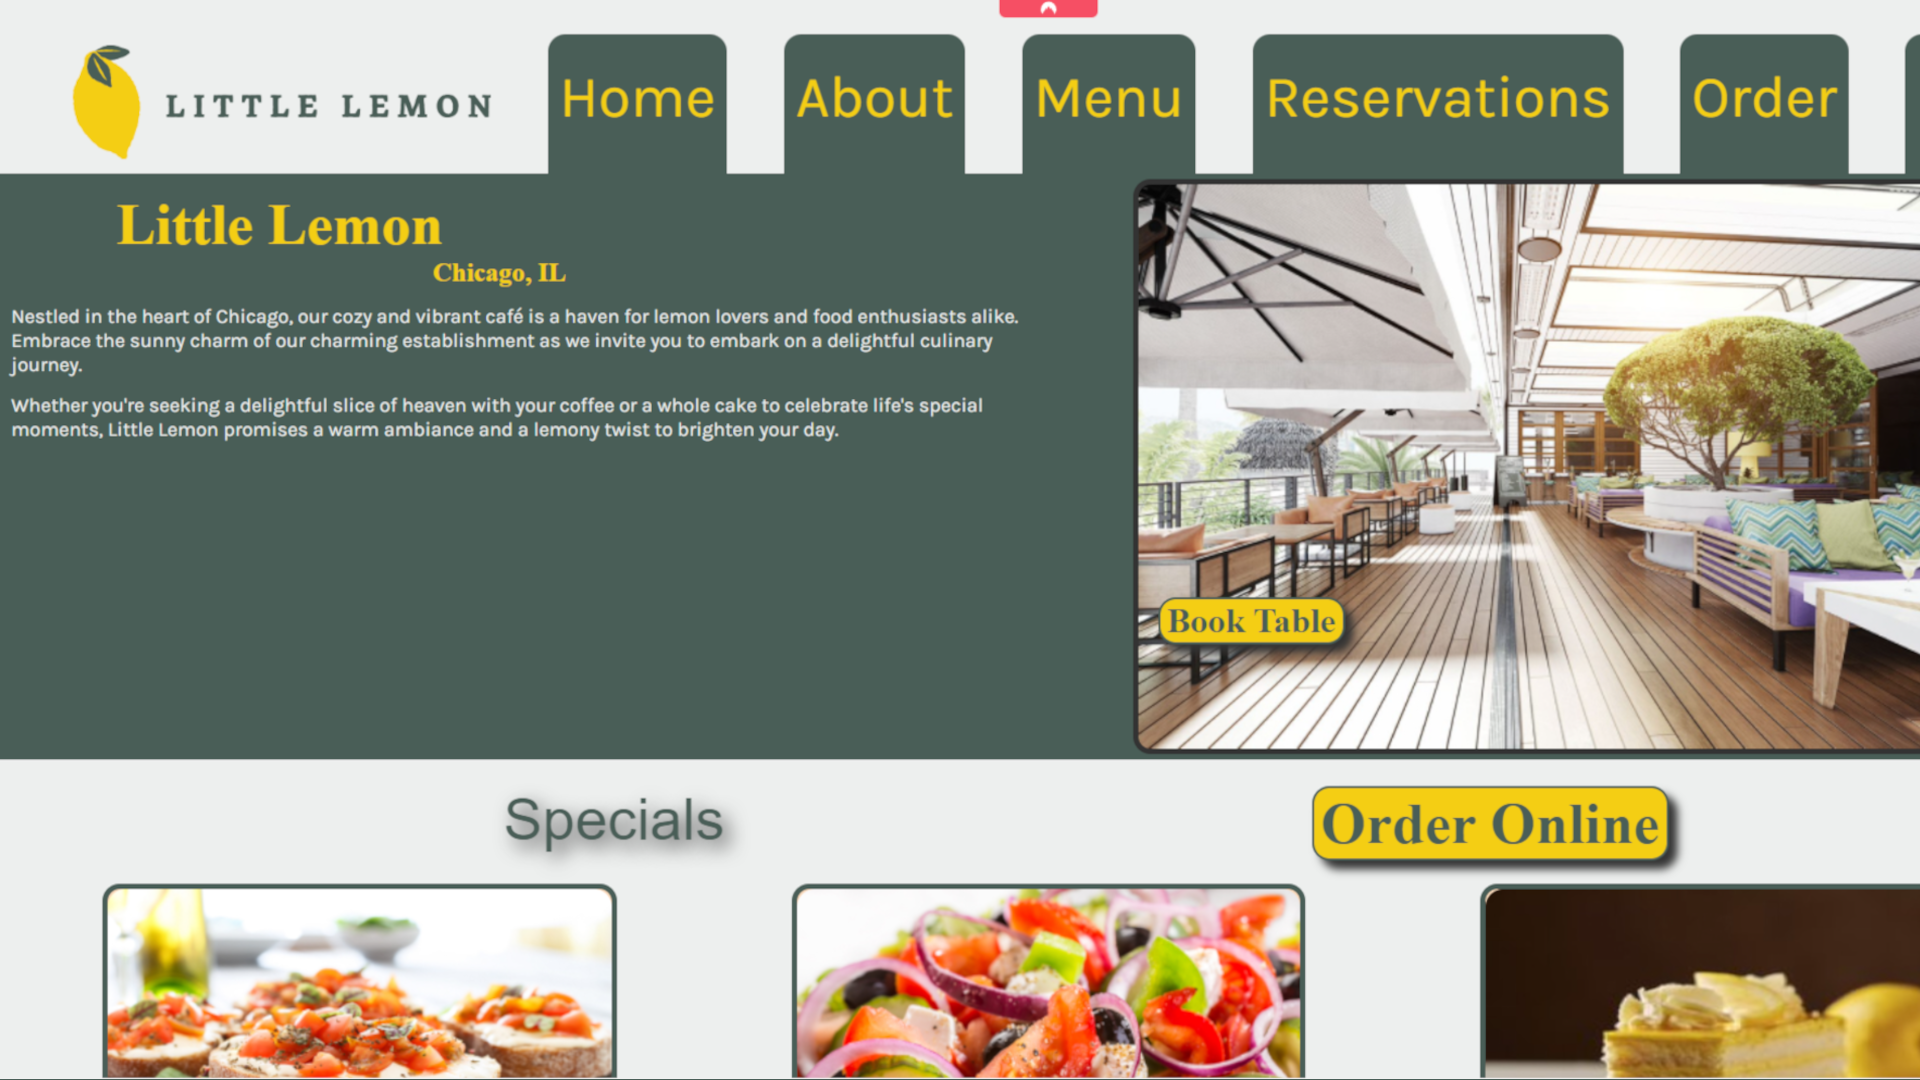 LITTLE LEMON
Home
About
Menu
Reservations
Order
Little Lemon
Chicago, IL
Nestled in the heart of Chicago, our cozy and vibrant café is a haven for lemon lovers and food enthusiasts alike.
Embrace the sunny charm of our charming establishment as we invite you to embark on a delightful culinary
journey.
Whether you're seeking a delightful slice of heaven with your coffee or a whole cake to celebrate life's special
moments, Little Lemon promises a warm ambiance and a lemony twist to brighten your day.
Book Table
Specials
Order Online